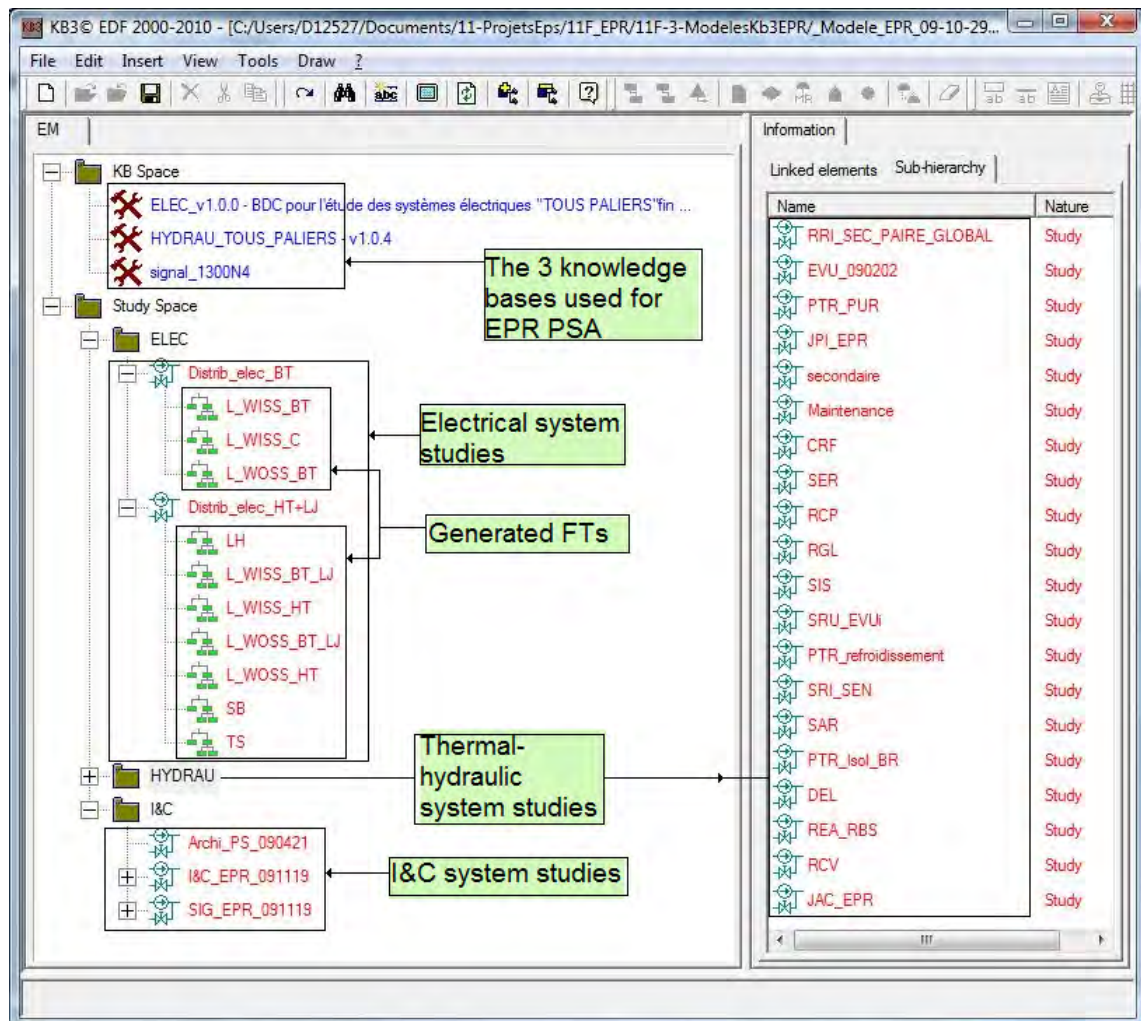 KB3© EDF 2000-2010 - [C:/Users/D12527/Documents/11-ProjetsEps/11F_EPR/11F-3-ModelesKb3EPR/_Modele_EPR_09-10-29...
File Edit Insert View Tools Draw ?
EM
KB Space
ELEC_v1.0.0 - BDC pour l'étude des systèmes électriques "TOUS PALIERS"fin ...
HYDRAU_TOUS_PALIERS - v1.0.4
signal_1300N4
The 3 knowledge
bases used for
EPR PSA
Study Space
ELEC
Distrib_elec_BT
L_WISS_BT
L_WISS_C
L_WOSS_BT
Electrical system
studies
Distrib_elec_HT+LJ
Generated FTs
LH
L_WISS_BT_LJ
L_WISS_HT
L_WOSS_BT_LJ
L_WOSS_HT
SB
TS
HYDRAU
Thermal-
hydraulic
system studies
I&C
Archi_PS_090421
I&C_EPR_091119
SIG_EPR_091119
I&C system studies
Information
Linked elements Sub-hierarchy
Name Nature
RRI_SEC_PAIRE_GLOBAL Study
EVU_090202 Study
PTR_PUR Study
JPI_EPR Study
secondaire Study
Maintenance Study
CRF Study
SER Study
RCP Study
RGL Study
SIS Study
SRU_EVUi Study
PTR_refroidissement Study
SRI_SEN Study
SAR Study
PTR_Isol_BR Study
DEL Study
REA_RBS Study
RCV Study
JAC_EPR Study